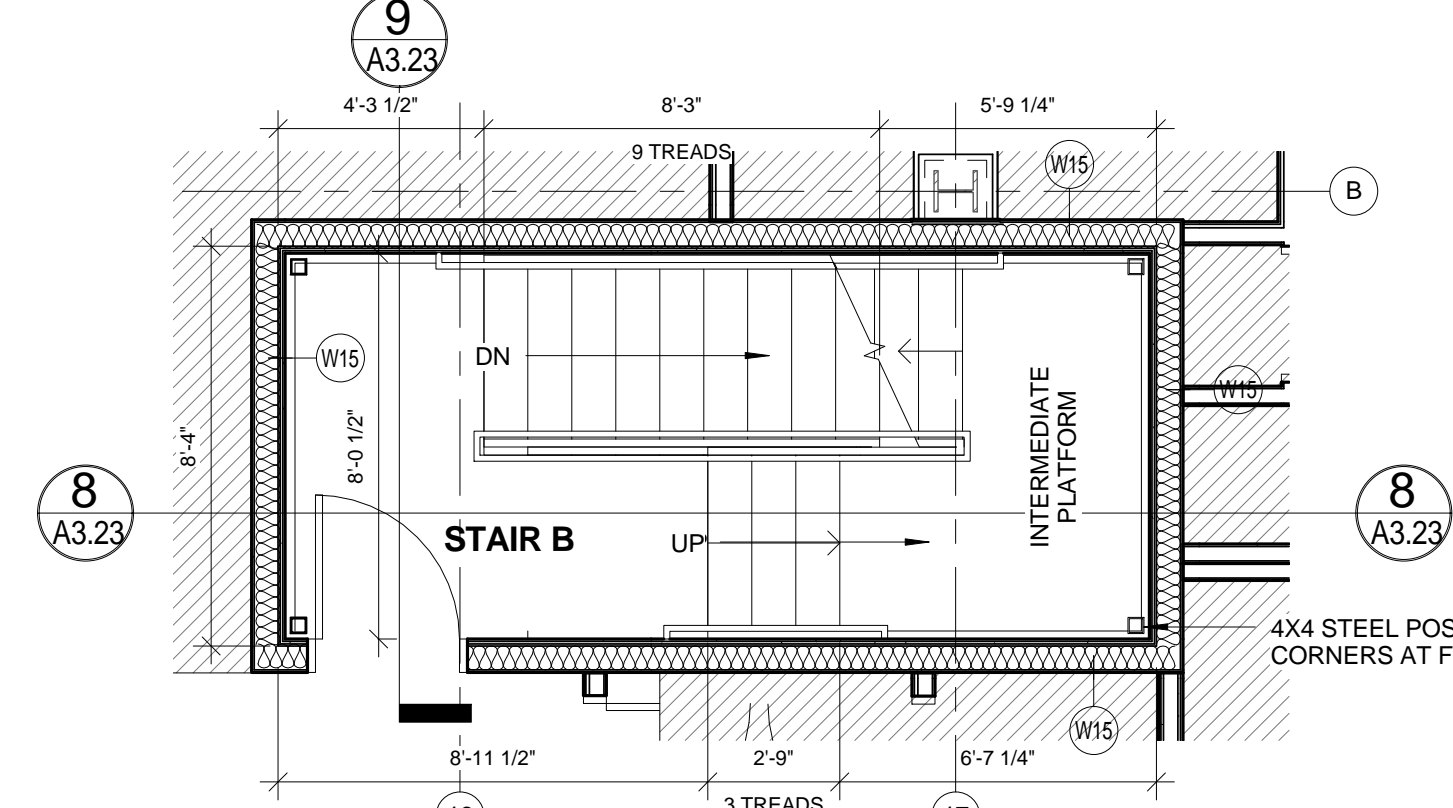 9
A3.23
4'-3 1/2"
8'-3"
5'-9 1/4"
9 TREADS
W15
B
DN
W15
INTERMEDIATE
PLATFORM
W15
8'-4"
8'-0 1/2"
8
A3.23
STAIR B
UP
8
A3.23
4X4 STEEL POS
CORNERS AT F
W15
8'-11 1/2"
2'-9"
6'-7 1/4"
3 TREADS